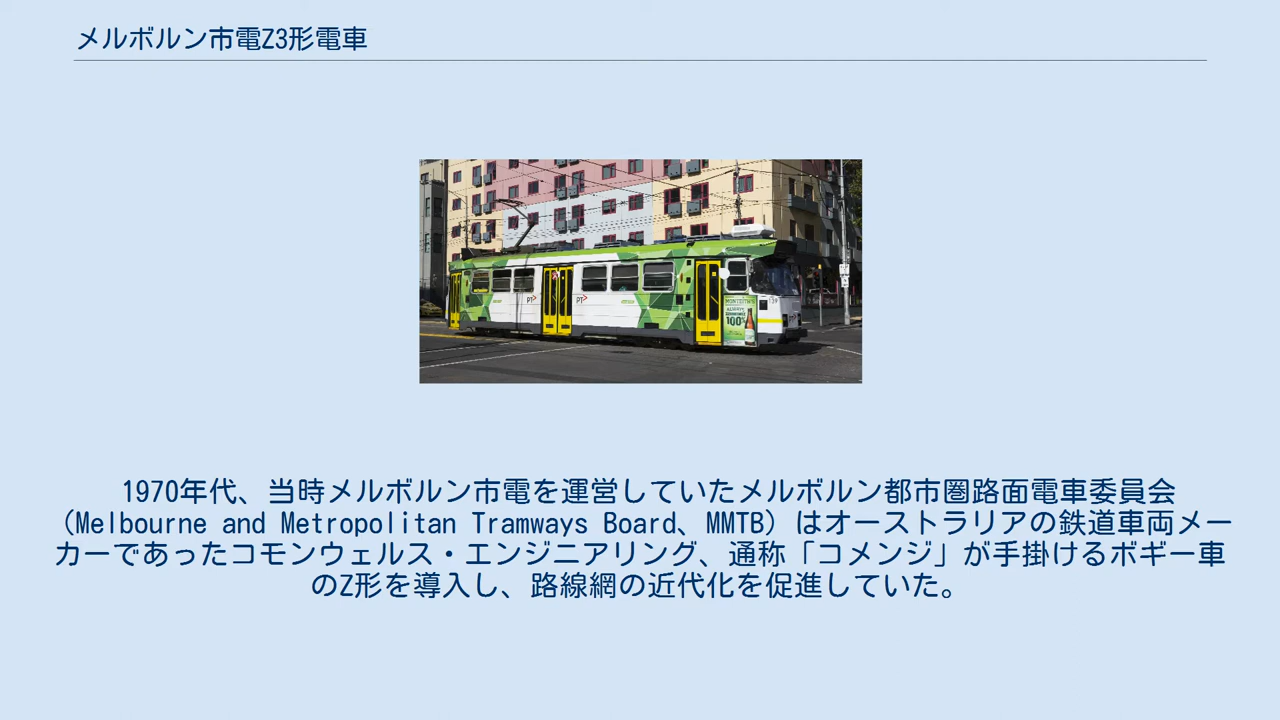 メルボルン市電Z3形電車
PT>
PT>
MONTEITH'S
100%
139
1970年代、当時メルボルン市電を運営していたメルボルン都市圏路面電車委員会
（Melbourne and Metropolitan Tramways Board、MMTB）はオーストラリアの鉄道車両メー
カーであったコモンウェルス・エンジニアリング、通称「コメンジ」が手掛けるボギー車
のZ形を導入し、路線網の近代化を促進していた。